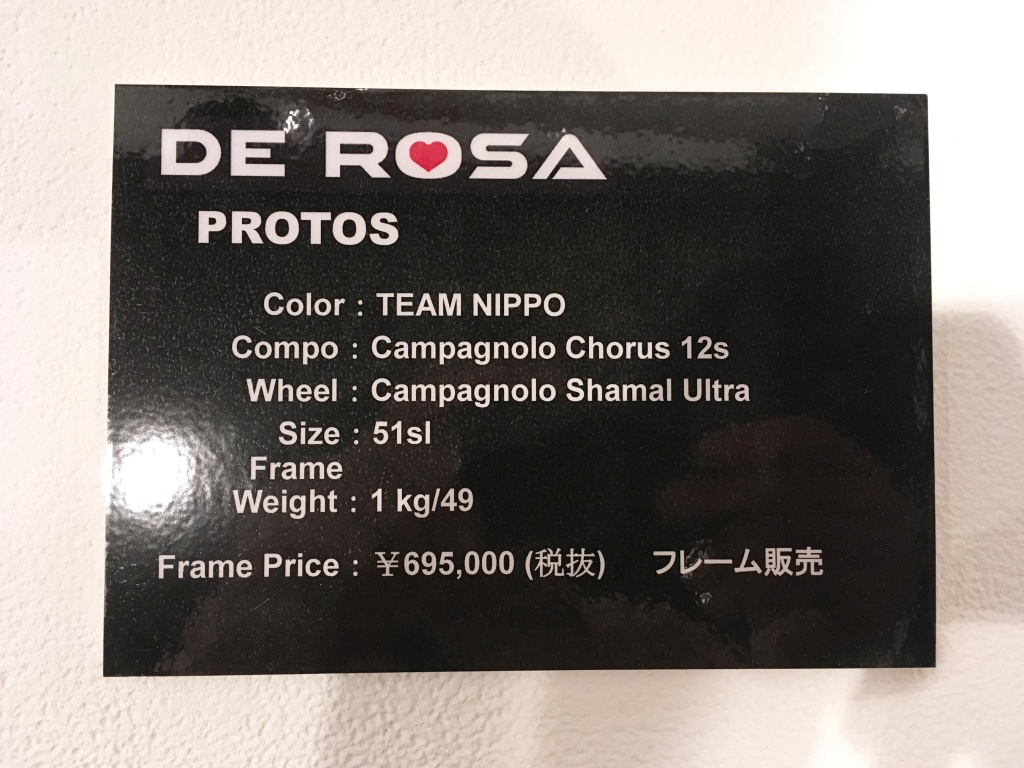 DE ROSA
PROTOS
Color : TEAM NIPPO
Compo : Campagnolo Chorus 12s
Wheel : Campagnolo Shamal Ultra
Size : 51sl
Frame
Weight : 1 kg/49
Frame Price : ¥695,000 (税抜) フレーム販売